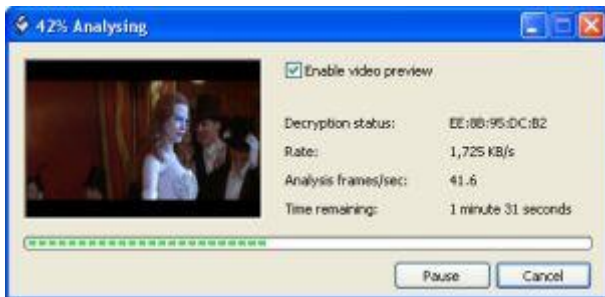 42% Analysing
Enable video preview
Decryption status: EE:8B:95:DC:B2
Rate: 1,725 KB/s
Analysis frames/sec: 41.6
Time remaining: 1 minute 31 seconds
Pause Cancel